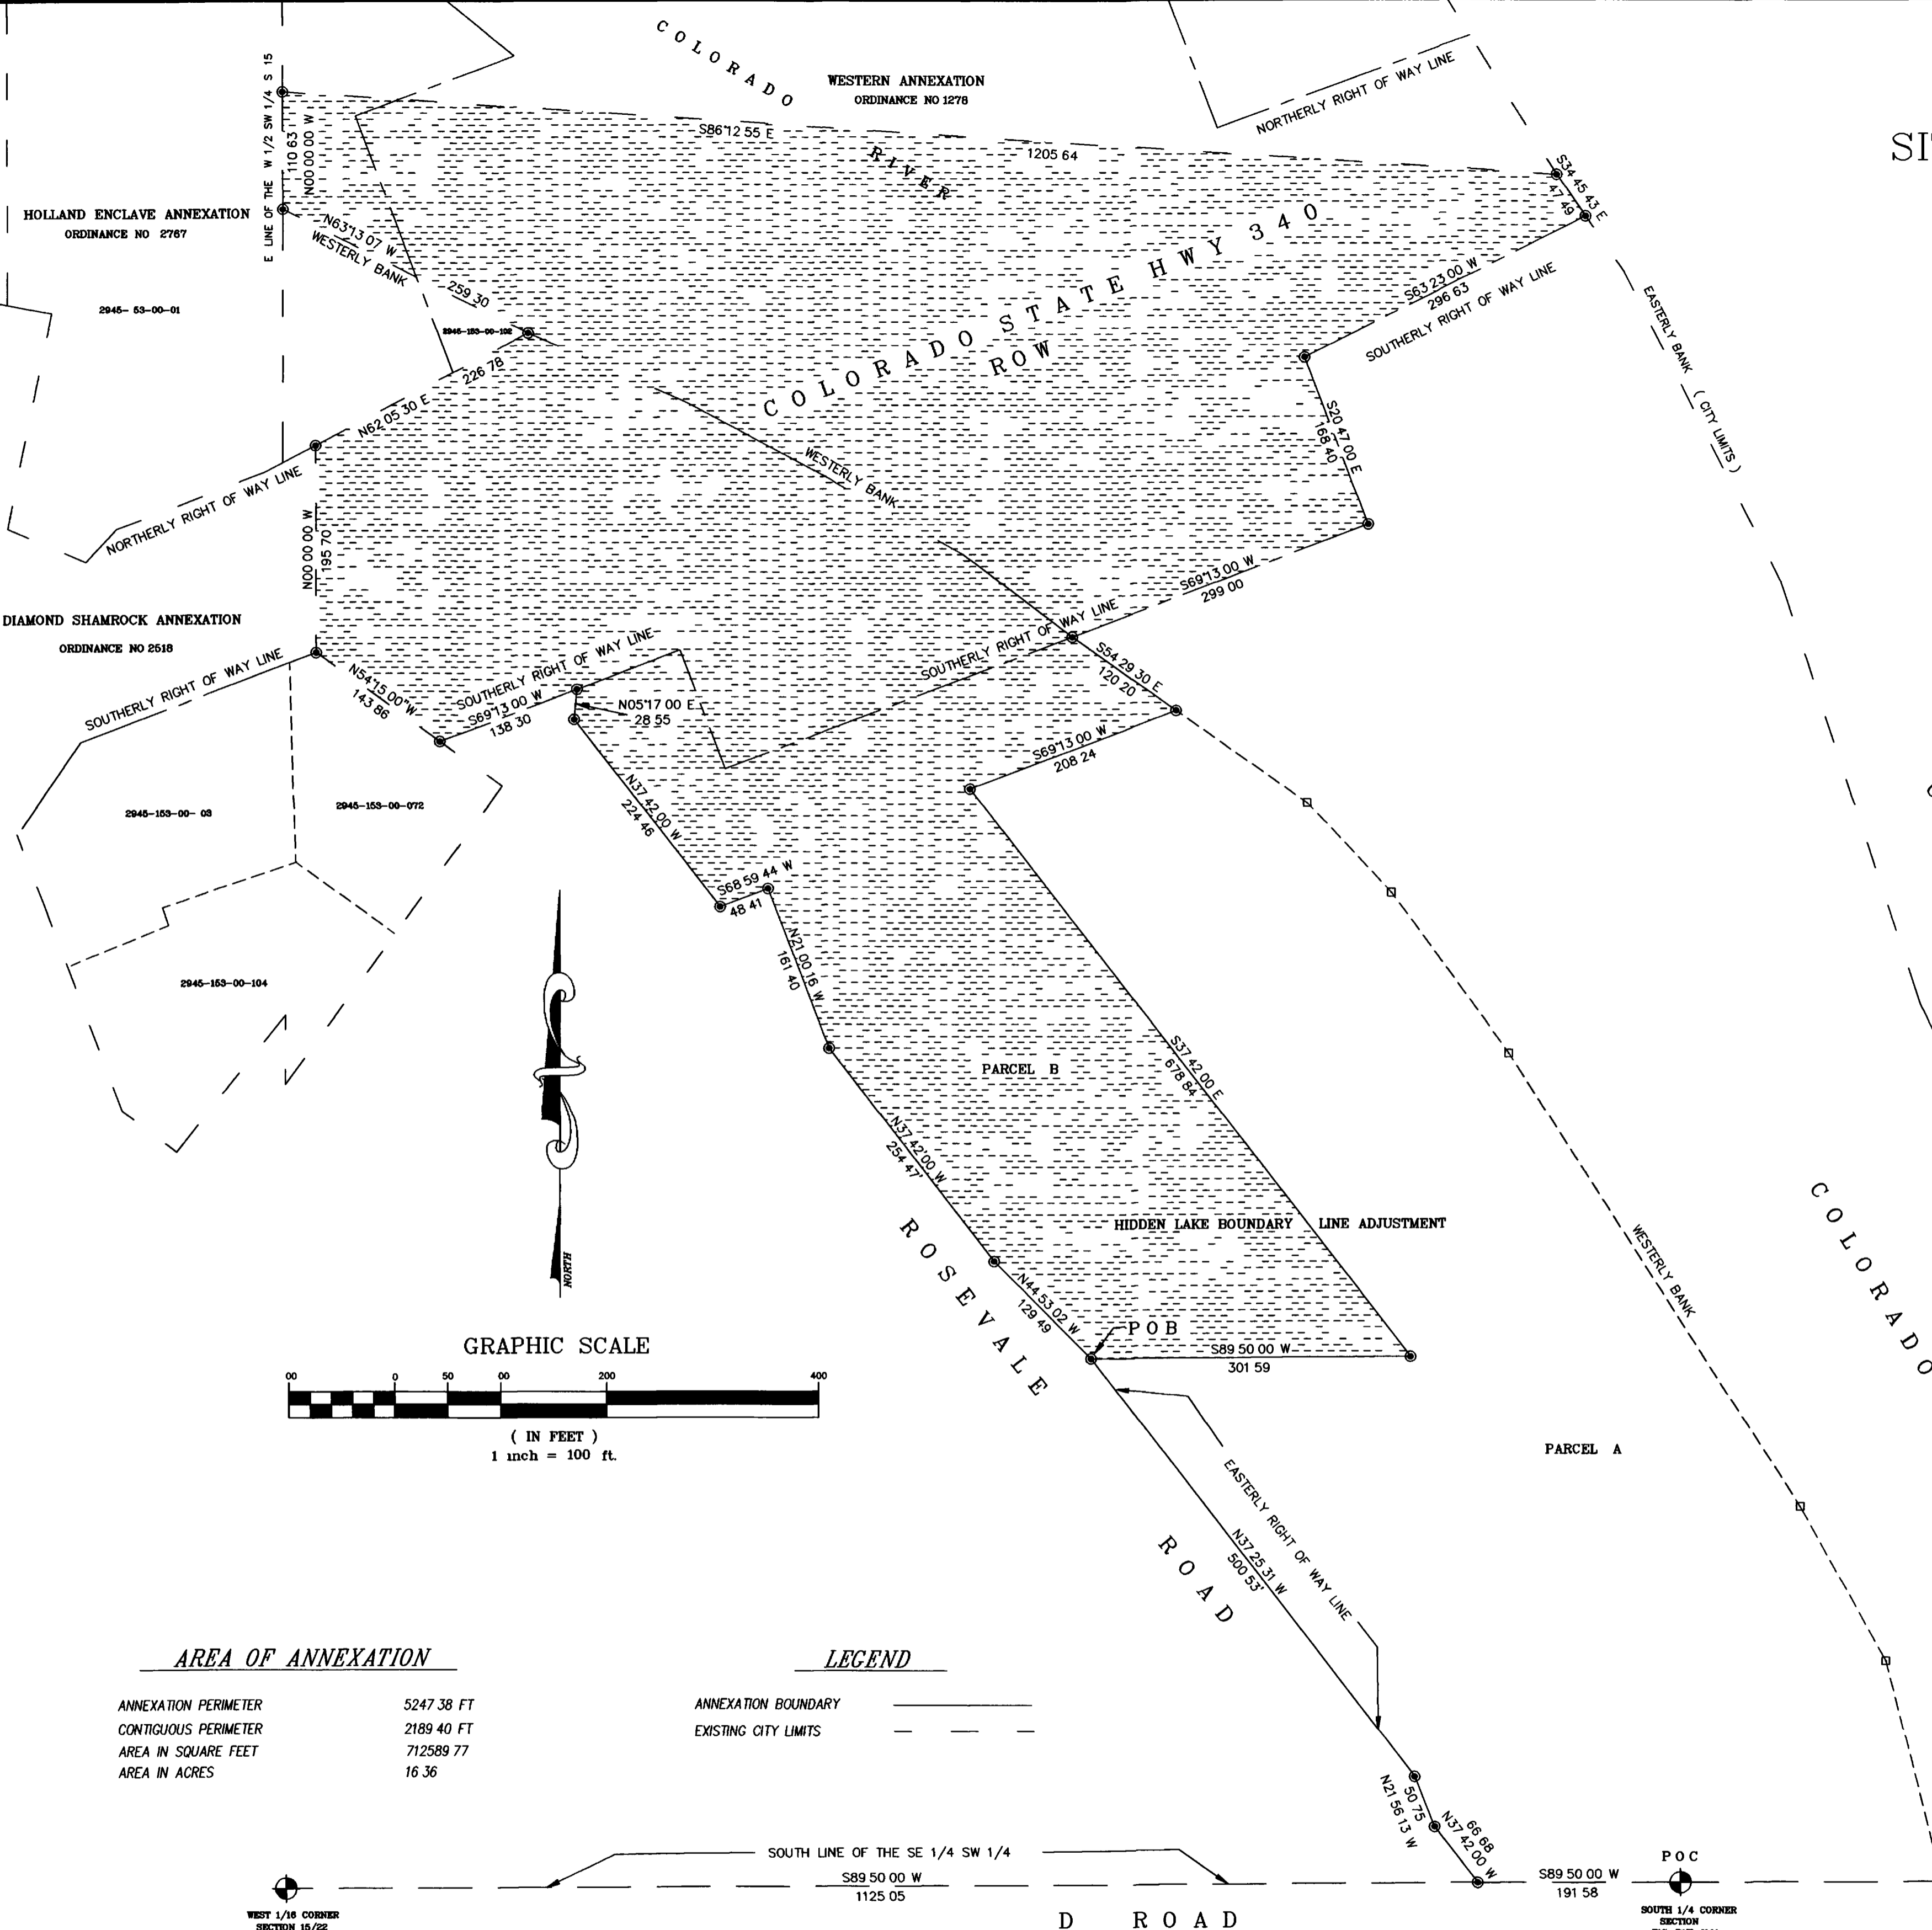 COLORADO
RIVER
WESTERN ANNEXATION
ORDINANCE NO 1278
NORTHERLY RIGHT OF WAY LINE
E LINE OF THE W 1/2 SW 1/4 S 15
110 63
N00 00 00 W
S86°12 55 E
1205 64
S34 45 43 E
47 49
HOLLAND ENCLAVE ANNEXATION
ORDINANCE NO 2767
N63°13 07 W
WESTERLY BANK
259 30
2945- 53-00-01
2945-153-00-102
226 78
N62 05 30 E
NORTHERLY RIGHT OF WAY LINE
COLORADO STATE HWY 340
ROW
S63 23 00 W
296 63
SOUTHERLY RIGHT OF WAY LINE
EASTERLY BANK ( CITY LIMITS )
S20 47 00 E
168 40
WESTERLY BANK
N00 00 00 W
195 70
S69°13 00 W
299 00
DIAMOND SHAMROCK ANNEXATION
ORDINANCE NO 2518
SOUTHERLY RIGHT OF WAY LINE
N54°15 00" W
143 86
SOUTHERLY RIGHT OF WAY LINE
S69°13 00 W
138 30
N05°17 00 E
28 55
SOUTHERLY RIGHT OF WAY LINE
S54 29 30 E
120 20
S69°13 00 W
208 24
2945-153-00- 03
2945-153-00-072
N37 42 00 W
224 46
S68 59 44 W
48 41
2945-153-00-104
N21 00 16 W
161 40
PARCEL B
S37 42 00 E
678 84
N37 42'00 W
254 47'
NORTH
ROSEVALE
HIDDEN LAKE BOUNDARY LINE ADJUSTMENT
WESTERLY BANK
COLORADO
N44 53 02 W
129 49
POB
S89 50 00 W
301 59
GRAPHIC SCALE
00 0 50 00 200 400
( IN FEET )
1 inch = 100 ft.
PARCEL A
EASTERLY RIGHT OF WAY LINE
ROAD
N37 25 31 W
500 53'
AREA OF ANNEXATION
ANNEXATION PERIMETER 5247 38 FT
CONTIGUOUS PERIMETER 2189 40 FT
AREA IN SQUARE FEET 712589 77
AREA IN ACRES 16 36
LEGEND
ANNEXATION BOUNDARY
EXISTING CITY LIMITS
50 75
N21 56 13 W
66 68
N37 42 00 W
SOUTH LINE OF THE SE 1/4 SW 1/4
S89 50 00 W
1125 05
S89 50 00 W
191 58
POC
WEST 1/16 CORNER
SECTION 15/22
D ROAD
SOUTH 1/4 CORNER
SECTION